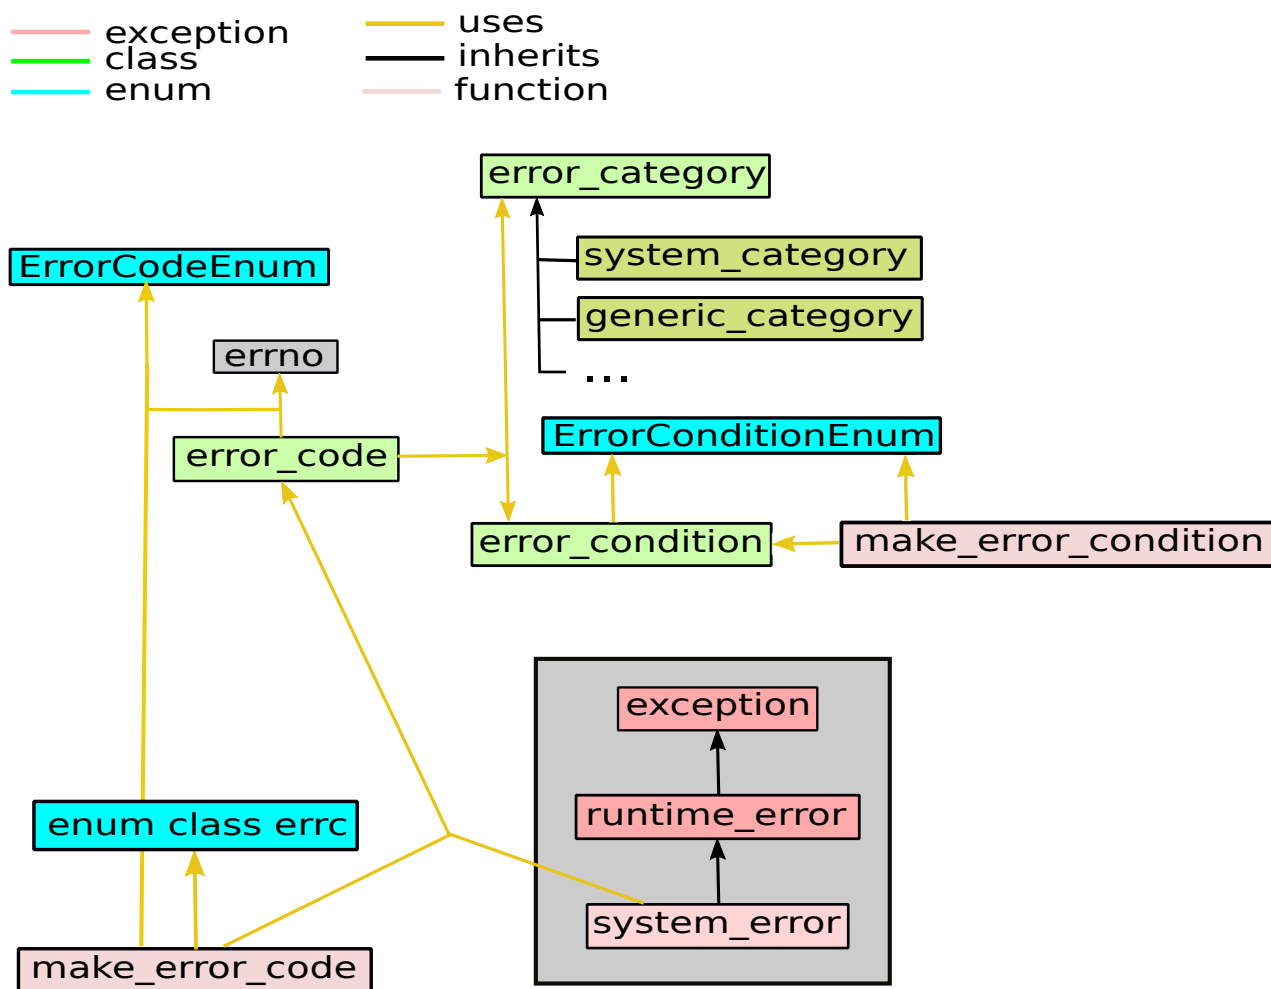 exception
class
enum
uses
inherits
function
error_category
system_category
generic_category
...
ErrorCodeEnum
errno
error_code
ErrorConditionEnum
error_condition
make_error_condition
exception
runtime_error
system_error
enum class errc
make_error_code